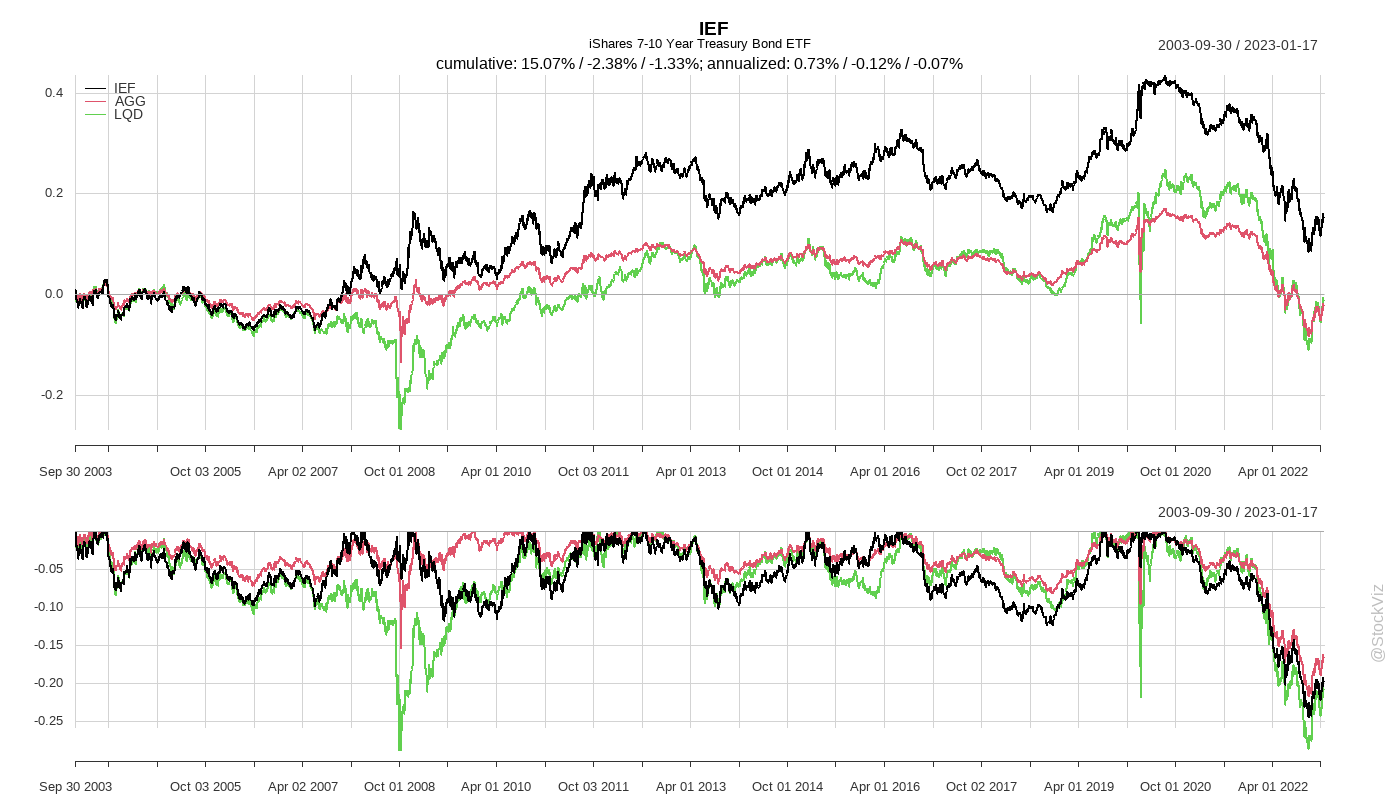 IEF
iShares 7-10 Year Treasury Bond ETF
2003-09-30 / 2023-01-17
cumulative: 15.07% / -2.38% / -1.33%; annualized: 0.73% / -0.12% / -0.07%
IEF
AGG
LQD
0.4
0.2
0.0
-0.2
Sep 30 2003 Oct 03 2005 Apr 02 2007 Oct 01 2008 Apr 01 2010 Oct 03 2011 Apr 01 2013 Oct 01 2014 Apr 01 2016 Oct 02 2017 Apr 01 2019 Oct 01 2020 Apr 01 2022
2003-09-30 / 2023-01-17
-0.05
-0.10
-0.15
-0.20
-0.25
Sep 30 2003 Oct 03 2005 Apr 02 2007 Oct 01 2008 Apr 01 2010 Oct 03 2011 Apr 01 2013 Oct 01 2014 Apr 01 2016 Oct 02 2017 Apr 01 2019 Oct 01 2020 Apr 01 2022
@StockViz